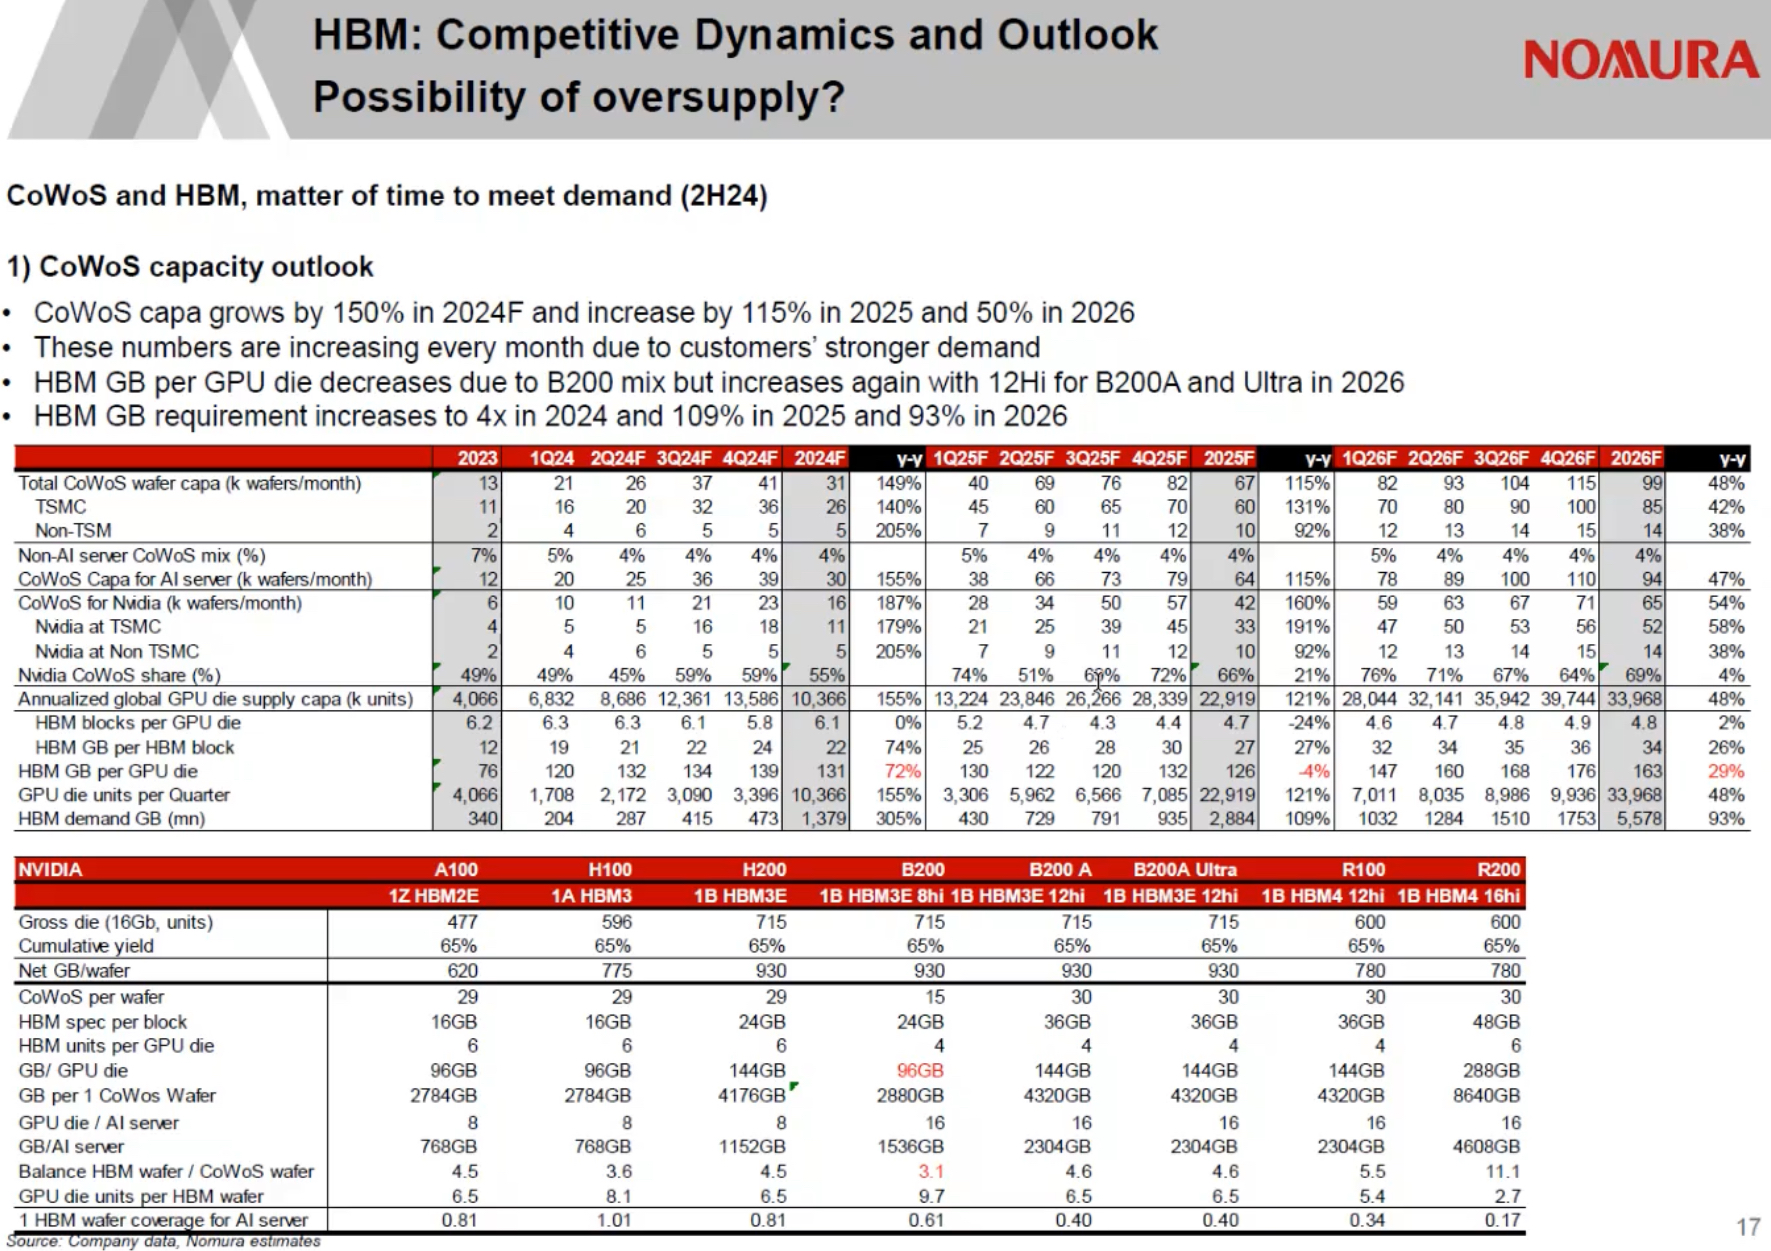 HBM: Competitive Dynamics and Outlook
Possibility of oversupply?
NOMURA
CoWoS and HBM, matter of time to meet demand (2H24)
1) CoWoS capacity outlook
• CoWoS capa grows by 150% in 2024F and increase by 115% in 2025 and 50% in 2026
• These numbers are increasing every month due to customers’ stronger demand
• HBM GB per GPU die decreases due to B200 mix but increases again with 12Hi for B200A and Ultra in 2026
• HBM GB requirement increases to 4x in 2024 and 109% in 2025 and 93% in 2026
2023 1Q24 2Q24F 3Q24F 4Q24F 2024F y-y 1Q25F 2Q25F 3Q25F 4Q25F 2025F y-y 1Q26F 2Q26F 3Q26F 4Q26F 2026F y-y
Total CoWoS wafer capa (k wafers/month) 13 21 26 37 41 31 149% 40 69 76 82 67 115% 82 93 104 115 99 48%
TSMC 11 16 20 32 36 26 140% 45 60 65 70 60 131% 70 80 90 100 85 42%
Non-TSM 2 4 6 5 5 5 205% 7 9 11 12 10 92% 12 13 14 15 14 38%
Non-AI server CoWoS mix (%) 7% 5% 4% 4% 4% 4% 5% 4% 4% 4% 4% 5% 4% 4% 4% 4%
CoWoS Capa for AI server (k wafers/month) 12 20 25 36 39 30 155% 38 66 73 79 64 115% 78 89 100 110 94 47%
CoWoS for Nvidia (k wafers/month) 6 10 11 21 23 16 187% 28 34 50 57 42 160% 59 63 67 71 65 54%
Nvidia at TSMC 4 5 5 16 18 11 179% 21 25 39 45 33 191% 47 50 53 56 52 58%
Nvidia at Non TSMC 2 4 6 5 5 5 205% 7 9 11 12 10 92% 12 13 14 15 14 38%
Nvidia CoWoS share (%) 49% 49% 45% 59% 59% 55% 74% 51% 72% 66% 21% 76% 71% 67% 64% 69% 4%
Annualized global GPU die supply capa (k units) 4,066 6,832 8,686 12,361 13,586 10,366 155% 13,224 23,846 26,266 28,339 22,919 121% 28,044 32,141 35,942 39,744 33,968 48%
HBM blocks per GPU die 6.2 6.3 6.3 6.1 5.8 6.1 0% 5.2 4.7 4.3 4.4 4.7 -24% 4.6 4.7 4.8 4.9 4.8 2%
HBM GB per HBM block 12 19 21 22 24 22 74% 25 26 28 30 27 27% 32 34 35 36 34 26%
HBM GB per GPU die 76 120 132 134 139 131 72% 130 122 120 132 126 -4% 147 160 168 176 163 29%
GPU die units per Quarter 4,066 1,708 2,172 3,090 3,396 10,366 155% 3,306 5,962 6,566 7,085 22,919 121% 7,011 8,035 8,986 9,936 33,968 48%
HBM demand GB (mn) 340 204 287 415 473 1,379 305% 430 729 791 935 2,884 109% 1032 1284 1510 1753 5,578 93%
NVIDIA A100 H100 H200 B200 B200 A B200A Ultra R100 R200
1Z HBM2E 1A HBM3 1B HBM3E 1B HBM3E 8hi 1B HBM3E 12hi 1B HBM3E 12hi 1B HBM4 12hi 1B HBM4 16hi
Gross die (16Gb, units) 477 596 715 715 715 715 600 600
Cumulative yield 65% 65% 65% 65% 65% 65% 65% 65%
Net GB/wafer 620 775 930 930 930 930 780 780
CoWoS per wafer 29 29 29 15 30 30 30 30
HBM spec per block 16GB 16GB 24GB 24GB 36GB 36GB 36GB 48GB
HBM units per GPU die 6 6 6 4 4 4 4 6
GB/ GPU die 96GB 96GB 144GB 96GB 144GB 144GB 144GB 288GB
GB per 1 CoWos Wafer 2784GB 2784GB 4176GB 2880GB 4320GB 4320GB 4320GB 8640GB
GPU die / AI server 8 8 8 16 16 16 16 16
GB/AI server 768GB 768GB 1152GB 1536GB 2304GB 2304GB 2304GB 4608GB
Balance HBM wafer / CoWoS wafer 4.5 3.6 4.5 3.1 4.6 4.6 5.5 11.1
GPU die units per HBM wafer 6.5 8.1 6.5 9.7 6.5 6.5 5.4 2.7
1 HBM wafer coverage for AI server 0.81 1.01 0.81 0.61 0.40 0.40 0.34 0.17
Source: Company data, Nomura estimates
17